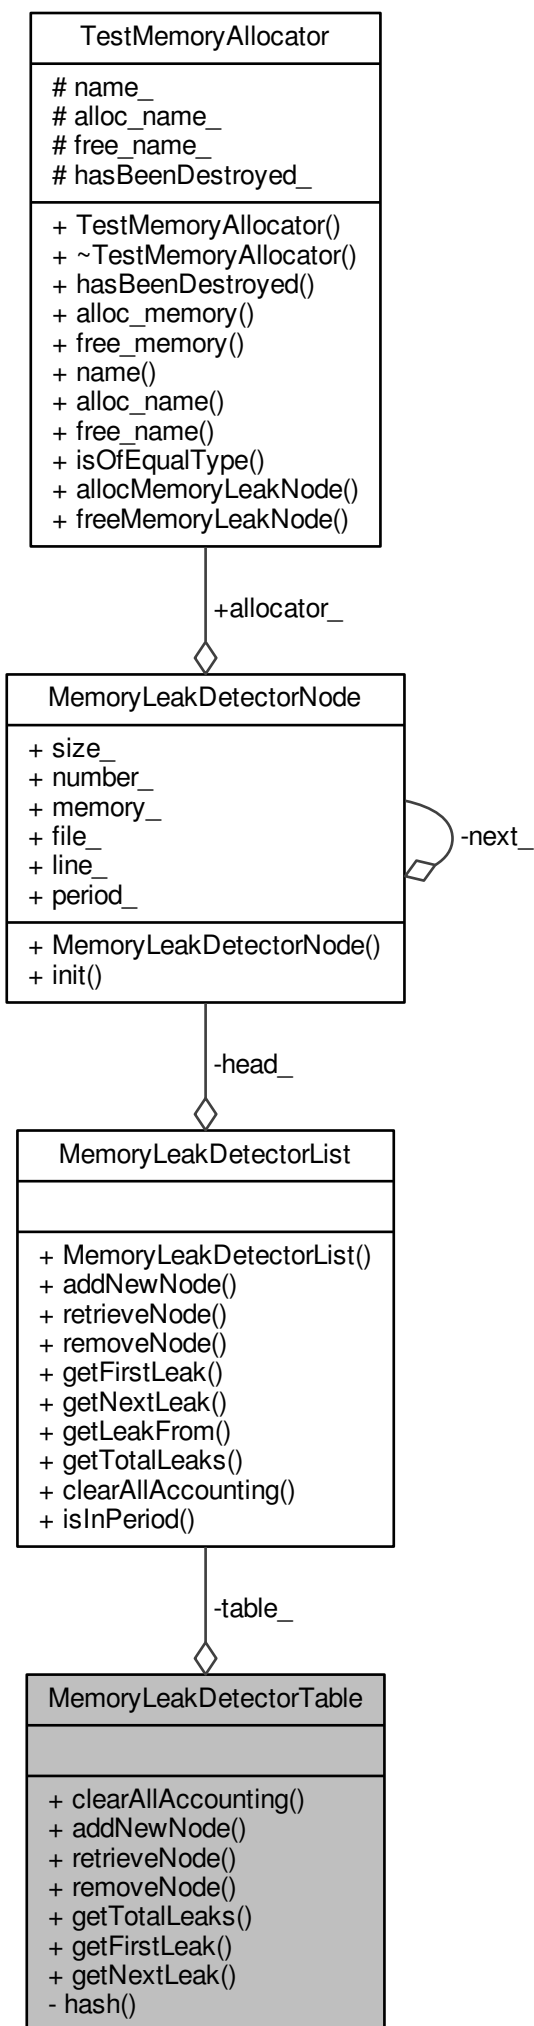 TestMemoryAllocator
# name_
# alloc_name_
# free_name_
# hasBeenDestroyed_
+ TestMemoryAllocator()
+ ~TestMemoryAllocator()
+ hasBeenDestroyed()
+ alloc_memory()
+ free_memory()
+ name()
+ alloc_name()
+ free_name()
+ isOfEqualType()
+ allocMemoryLeakNode()
+ freeMemoryLeakNode()
+allocator_
MemoryLeakDetectorNode
+ size_
+ number_
+ memory_
+ file_
+ line_
+ period_
-next_
+ MemoryLeakDetectorNode()
+ init()
-head_
MemoryLeakDetectorList
+ MemoryLeakDetectorList()
+ addNewNode()
+ retrieveNode()
+ removeNode()
+ getFirstLeak()
+ getNextLeak()
+ getLeakFrom()
+ getTotalLeaks()
+ clearAllAccounting()
+ isInPeriod()
-table_
MemoryLeakDetectorTable
+ clearAllAccounting()
+ addNewNode()
+ retrieveNode()
+ removeNode()
+ getTotalLeaks()
+ getFirstLeak()
+ getNextLeak()
- hash()